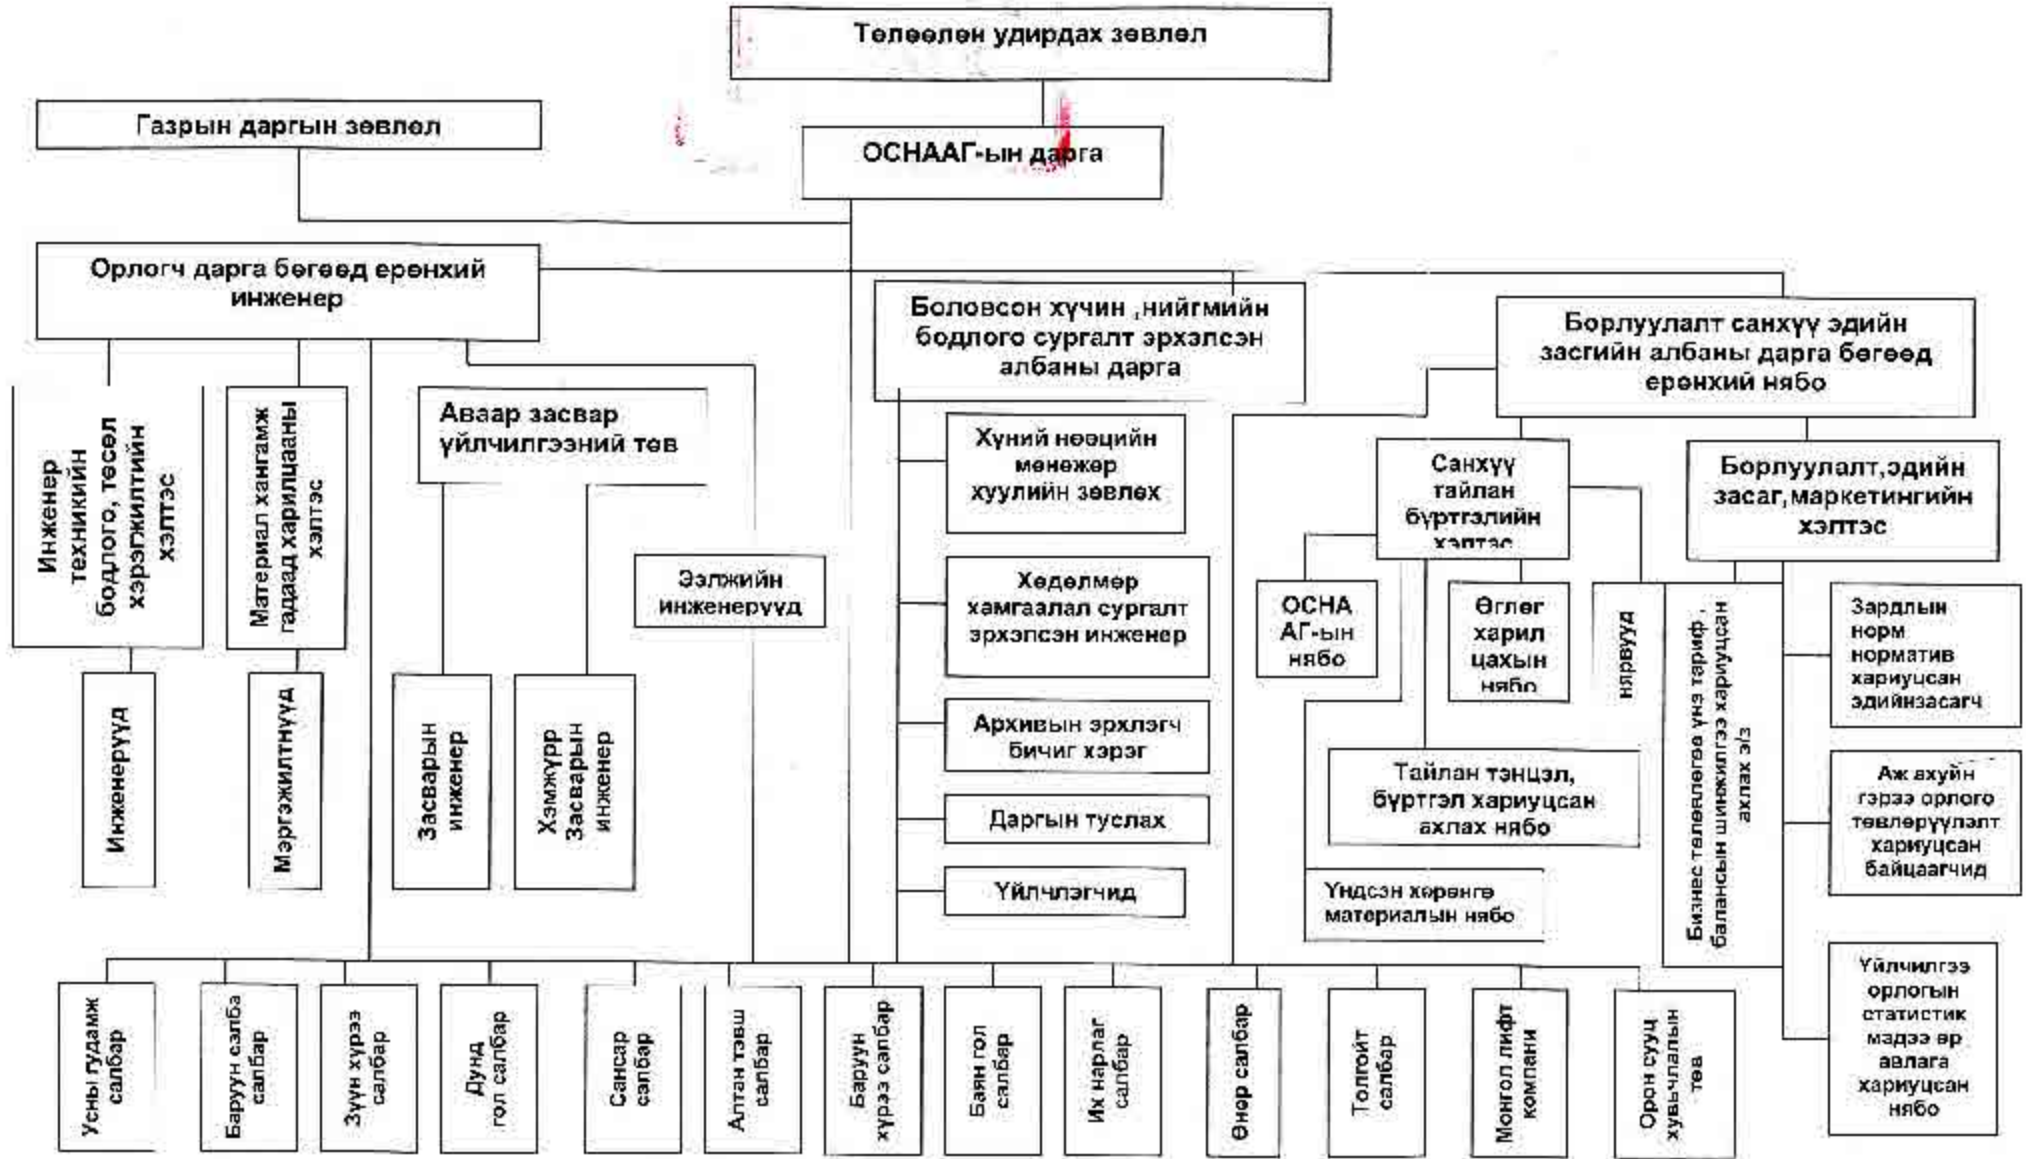 Төлөөлөн удирдах зөвлөл
Газрын даргын зөвлөл
ОСНААГ-ын дарга
Орлогч дарга бөгөөд ерөнхий
инженер
Боловсон хүчин ,нийгмийн
бодлого сургалт эрхэлсэн
албаны дарга
Борлуулалт санхүү эдийн
засгийн албаны дарга бөгөөд
ерөнхий нябо
Инженер
техникийн
бодлого, төсөл
хэрэгжилтийн
хэлтэс
Материал хангамж
гадаад харилцааны
хэлтэс
Аваар засвар
үйлчилгээний төв
Ээлжийн
инженерүүд
Инженерүүд
Мэргэжилтнүүд
Засварын
инженер
Хэмжүрр
Засварын
инженер
Хүний нөөцийн
мөнөжөр
хуулийн зөвлөх
Хөдөлмөр
хамгаалал сургалт
эрхэлсэн инженер
Архивын эрхлэгч
бичиг хэрэг
Даргын туслах
Үйлчлэгчид
Санхүү
тайлан
бүртгэлийн
хэлтэс
Борлуулалт,эдийн
засаг,маркетингийн
хэлтэс
ОСНА
АГ-ын
нябо
Өглөг
харил
цахын
нябо
нярвууд
Тайлан тэнцэл,
бүртгэл хариуцсан
ахлах нябо
Үндсэн хөрөнгө
материалын нябо
Бизнес төлөвлөгөө үнэ тариф ,
балансын шинжилгээ хариуцсан
ахлах э/з
Зардлын
норм
норматив
хариуцсан
эдийнзасагч
Аж ахуйн
гэрээ орлого
төвлөрүүлэлт
хариуцсан
байцаагчид
Үйлчилгээ
орлогын
статистик
мэдээ өр
авлага
хариуцсан
нябо
Усны гудамж
салбар
Баруун сэлбэ
салбар
Зүүн хүрээ
салбар
Дунд
гол салбар
Сансар
салбар
Алтан тэвш
салбар
Баруун
хүрээ салбар
Баян гол
салбар
Их нарлаг
салбар
Өнөр салбар
Толгойт
салбар
Монгол лифт
компани
Орон сууц
хувьчлалын
төв